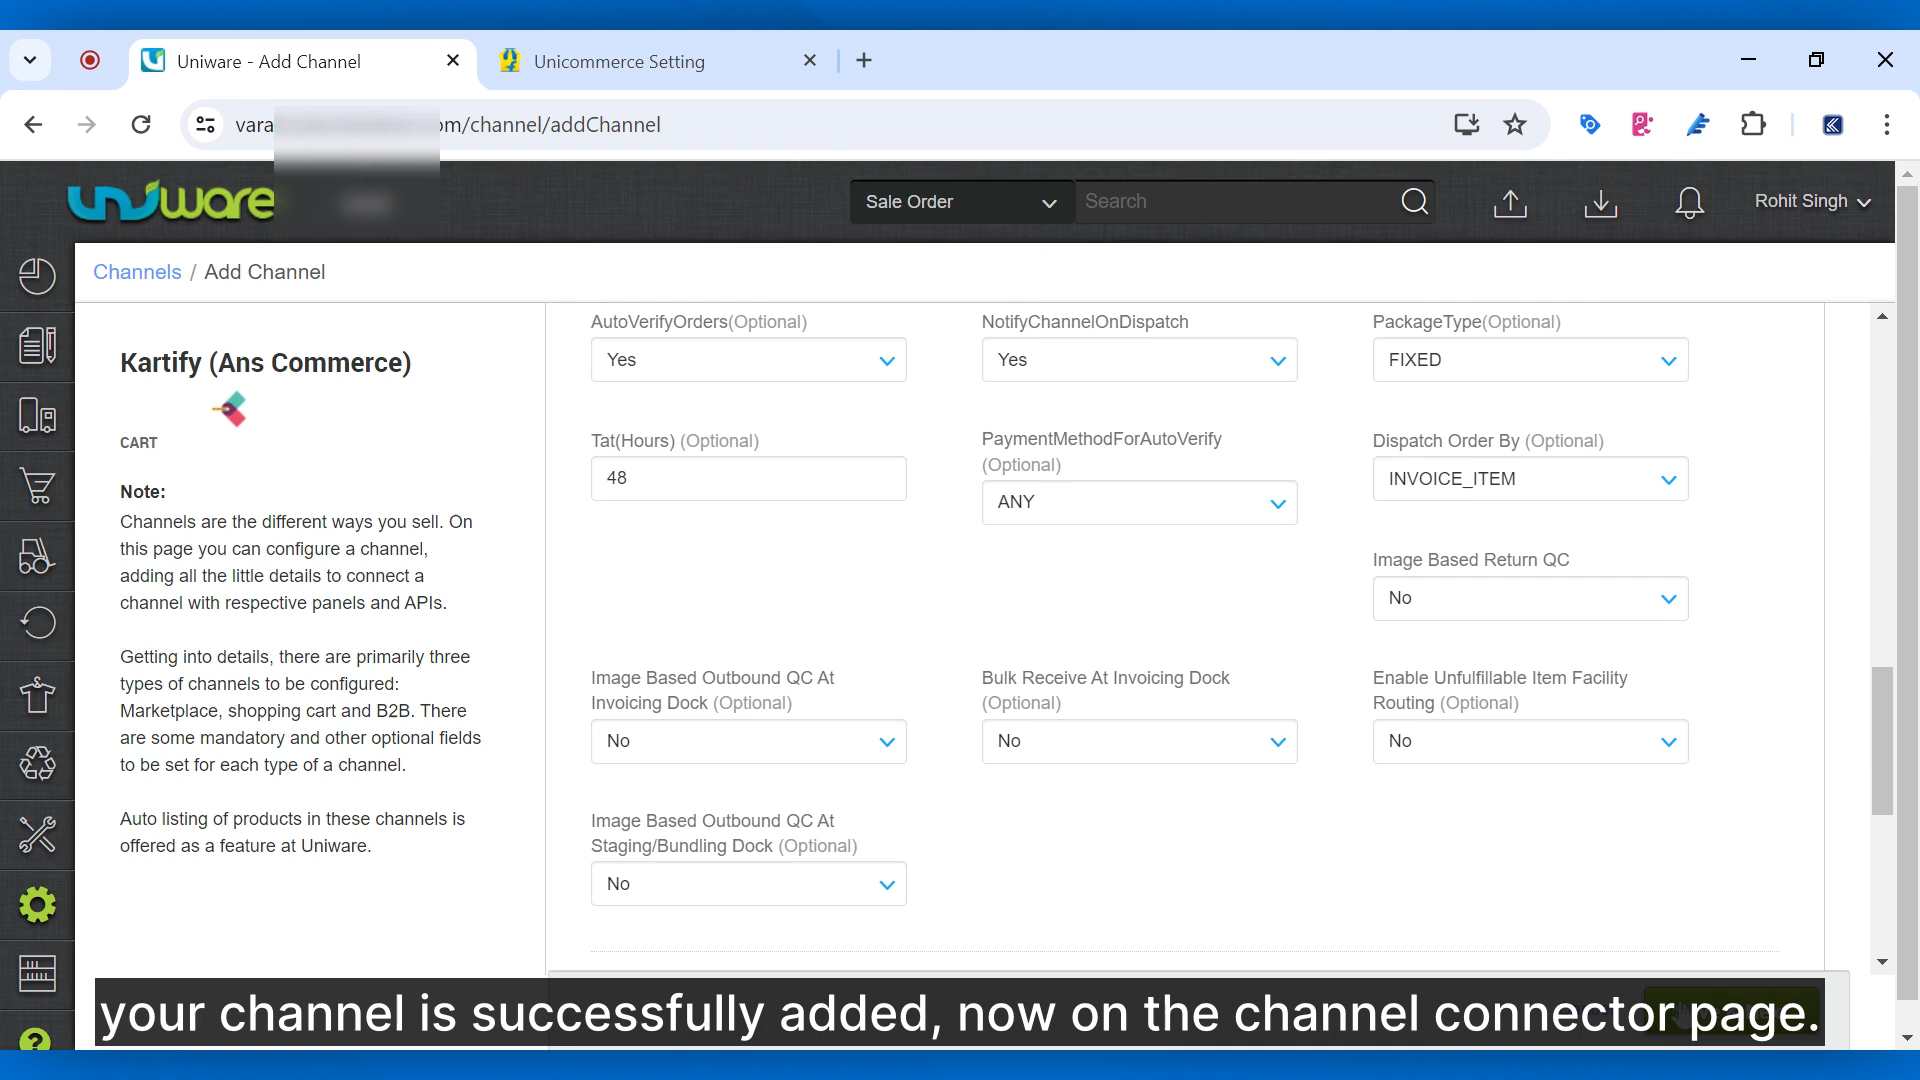 Uniware - Add Channel
Unicommerce Setting
vara
om/channel/addChannel
uniware
Sale Order
Search
Rohit Singh
Channels / Add Channel
Kartify (Ans Commerce)
CART
Note:
Channels are the different ways you sell. On
this page you can configure a channel,
adding all the little details to connect a
channel with respective panels and APIs.
Getting into details, there are primarily three
types of channels to be configured:
Marketplace, shopping cart and B2B. There
are some mandatory and other optional fields
to be set for each type of a channel.
Auto listing of products in these channels is
offered as a feature at Uniware.
AutoVerifyOrders(Optional)
Yes
NotifyChannelOnDispatch
Yes
PackageType(Optional)
FIXED
Tat(Hours) (Optional)
48
PaymentMethodForAutoVerify
(Optional)
ANY
Dispatch Order By (Optional)
INVOICE_ITEM
Image Based Return QC
No
Image Based Outbound QC At
Invoicing Dock (Optional)
No
Bulk Receive At Invoicing Dock
(Optional)
No
Enable Unfulfillable Item Facility
Routing (Optional)
No
Image Based Outbound QC At
Staging/Bundling Dock (Optional)
No
your channel is successfully added, now on the channel connector page.